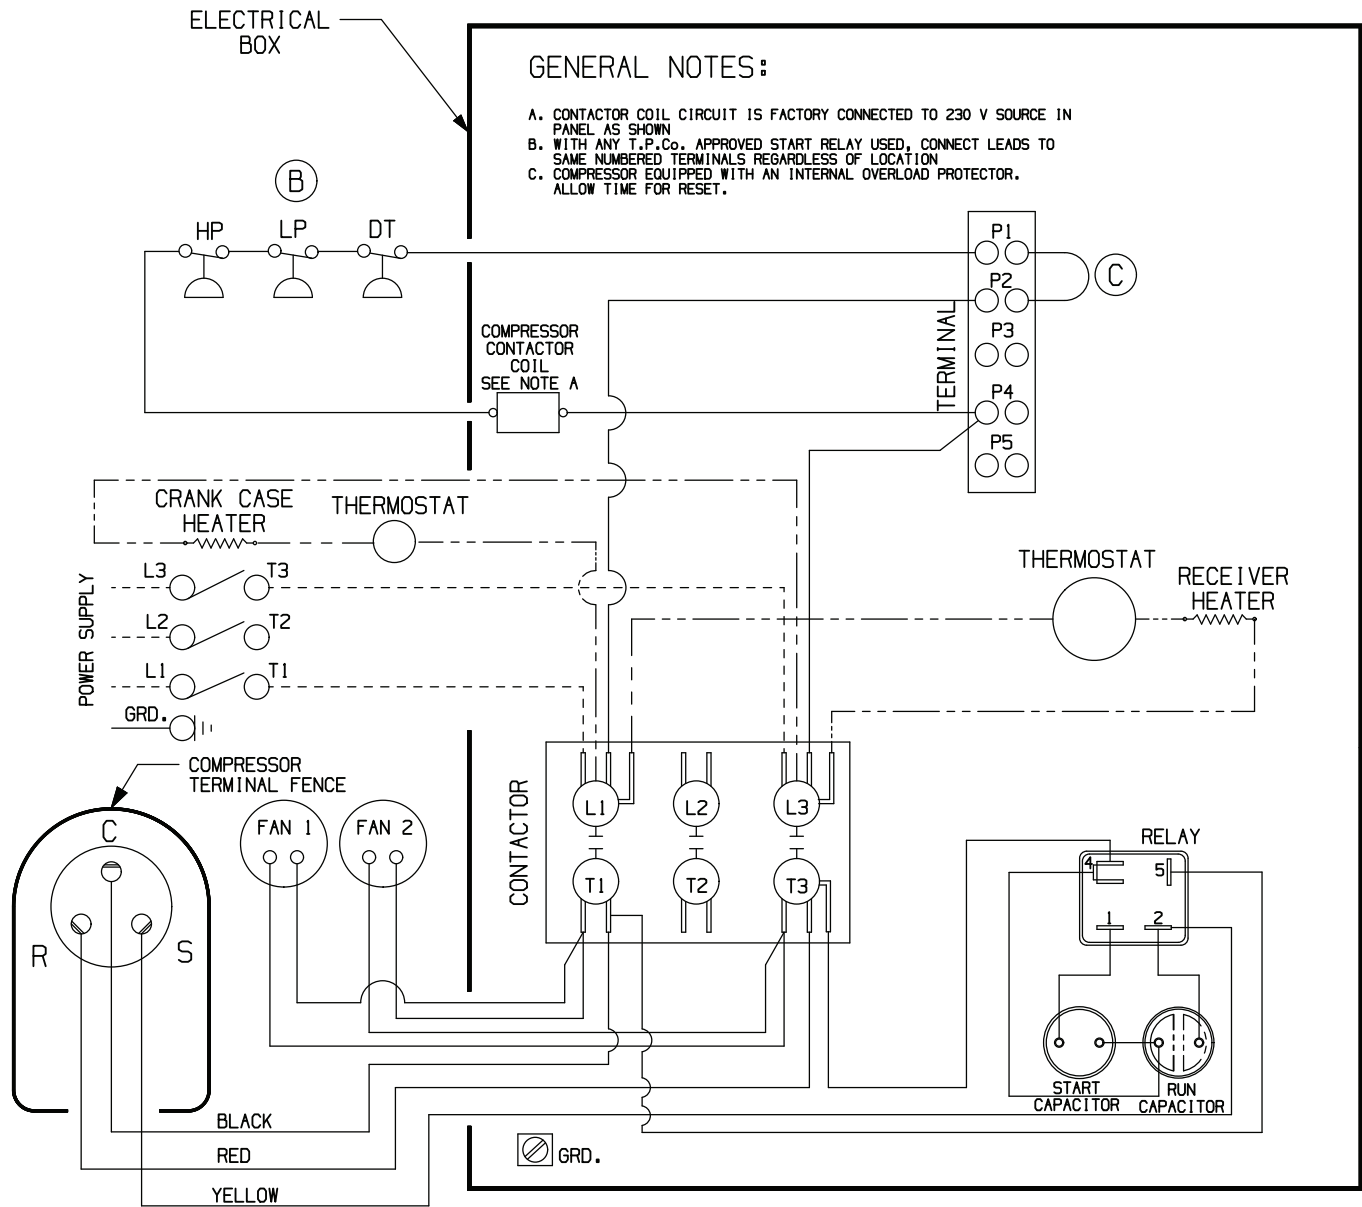 ELECTRICAL
BOX
GENERAL NOTES:
A. CONTACTOR COIL CIRCUIT IS FACTORY CONNECTED TO 230 V SOURCE IN
PANEL AS SHOWN
B. WITH ANY T.P.Co. APPROVED START RELAY USED, CONNECT LEADS TO
SAME NUMBERED TERMINALS REGARDLESS OF LOCATION
C. COMPRESSOR EQUIPPED WITH AN INTERNAL OVERLOAD PROTECTOR.
ALLOW TIME FOR RESET.
B
HP LP DT
P1
C
P2
P3
P4
P5
TERMINAL
COMPRESSOR
CONTACTOR
COIL
SEE NOTE A
CRANK CASE
HEATER
THERMOSTAT
THERMOSTAT
RECEIVER
HEATER
POWER SUPPLY
L3 T3
L2 T2
L1 T1
GRD.
COMPRESSOR
TERMINAL FENCE
C
R S
FAN 1 FAN 2
CONTACTOR
L1 L2 L3
T1 T2 T3
RELAY
4 5
1 2
START
CAPACITOR
RUN
CAPACITOR
BLACK
RED
YELLOW
GRD.